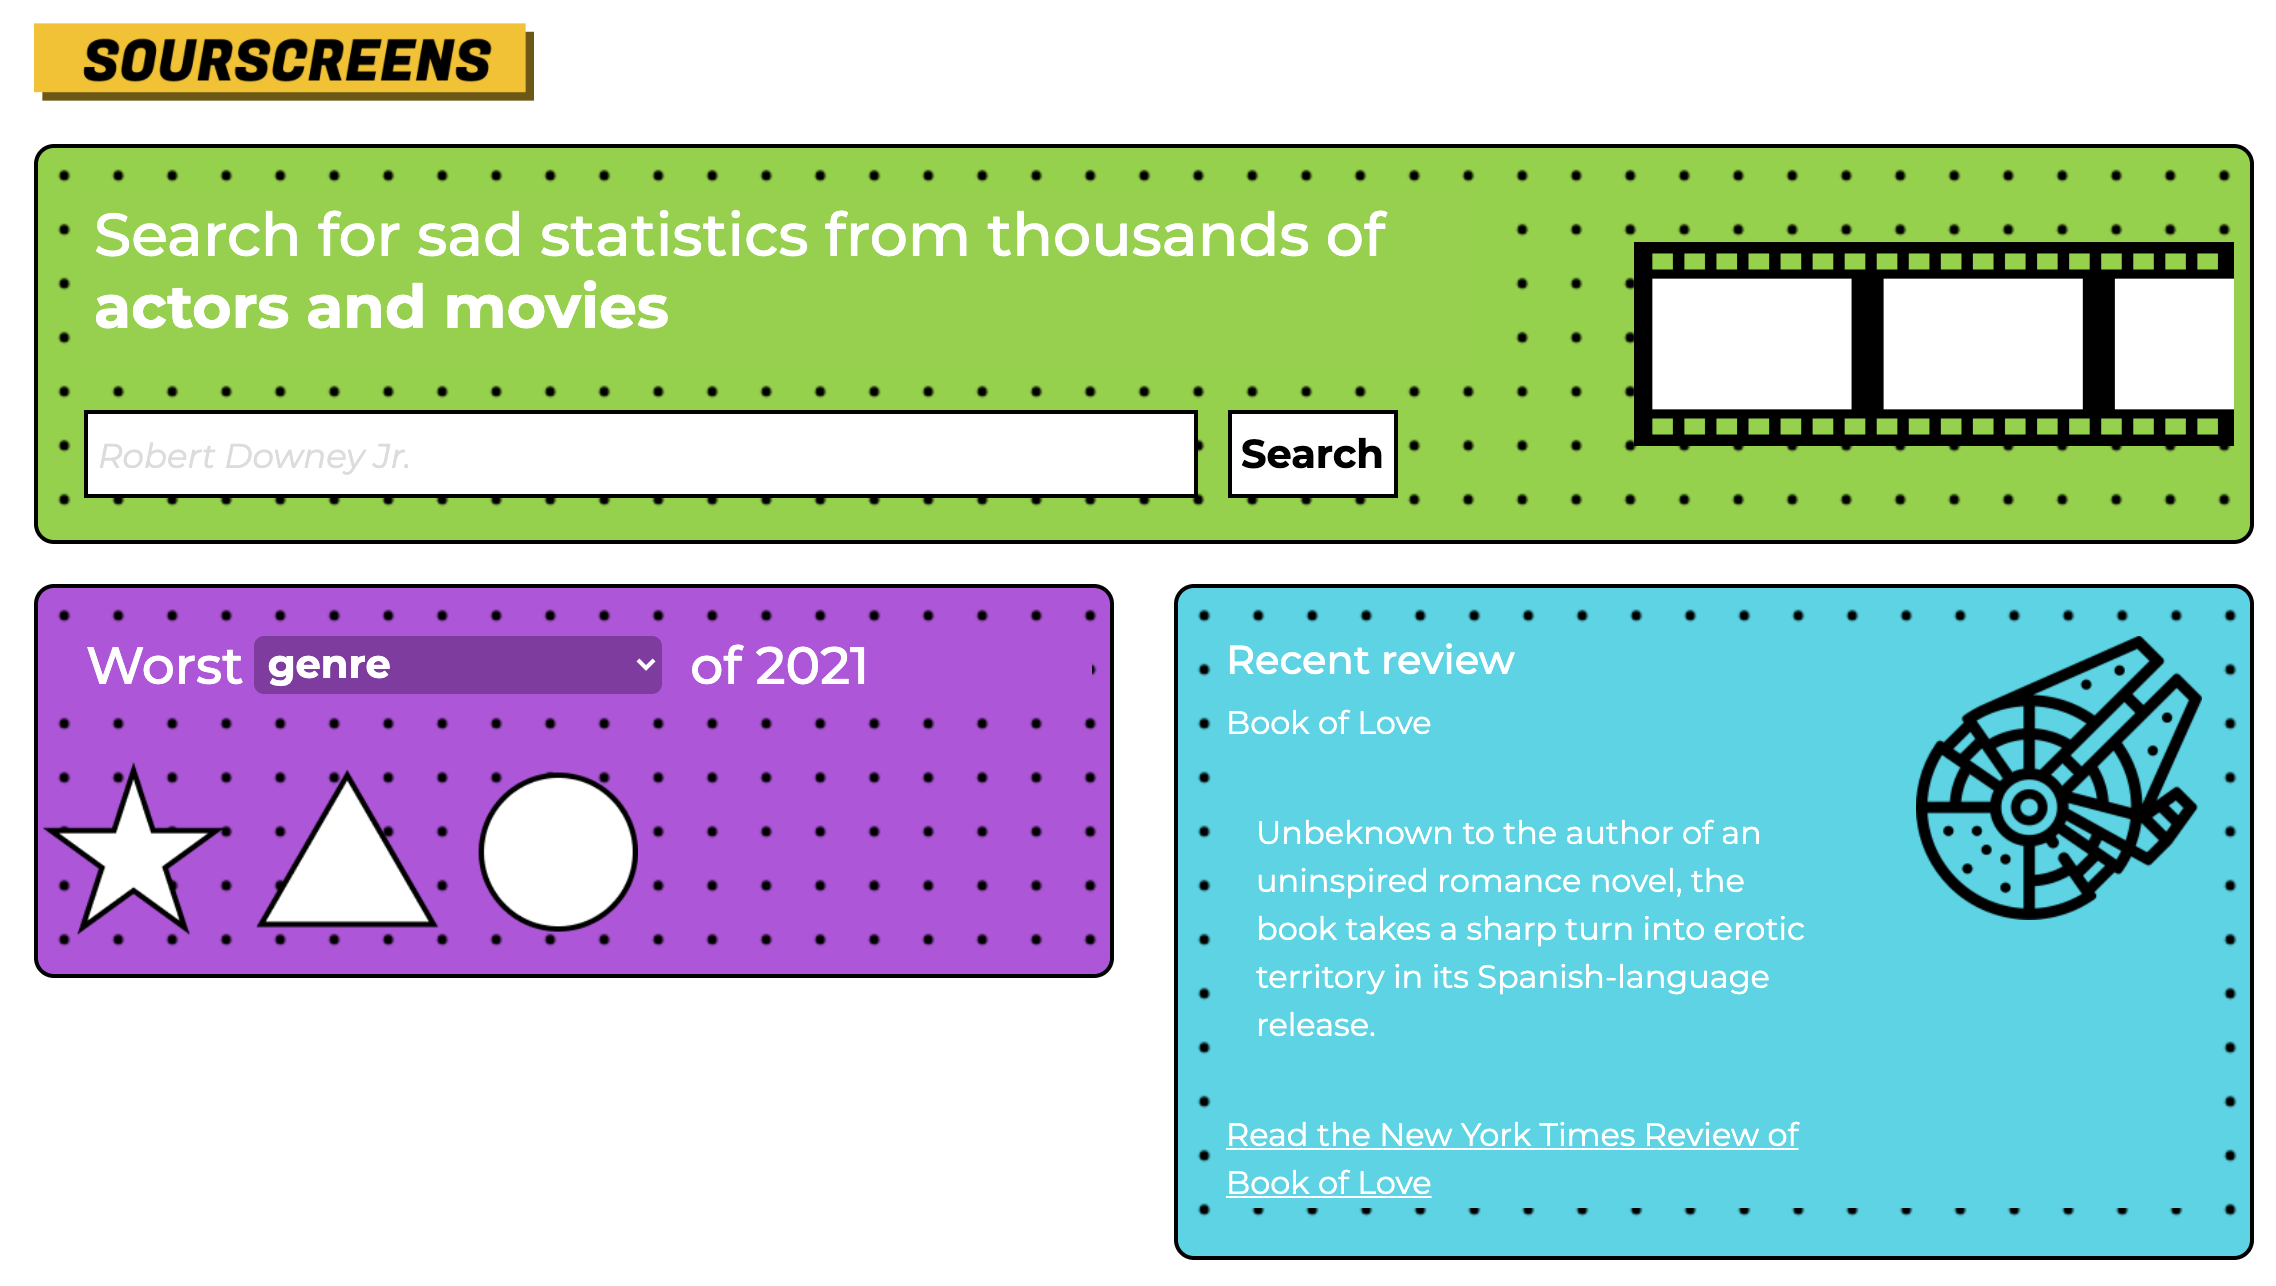 SOURSCREENS
Search for sad statistics from thousands of
actors and movies
Robert Downey Jr.
Search
Worst genre of 2021
Recent review
Book of Love
Unbeknown to the author of an
uninspired romance novel, the
book takes a sharp turn into erotic
territory in its Spanish-language
release.
Read the New York Times Review of
Book of Love